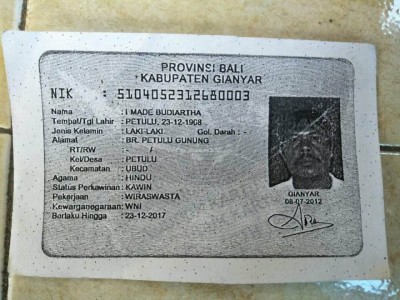 PROVINSI BALI
KABUPATEN GIANYAR
NIK : 5104052312680003
Nama : I MADE BUDIARTHA
Tempat/Tgl Lahir : PETULU, 23-12-1968
Jenis Kelamin : LAKI-LAKI Gol. Darah : -
Alamat : BR. PETULU GUNUNG
RT/RW : - /
Kel/Desa : PETULU
Kecamatan : UBUD
Agama : HINDU
Status Perkawinan: KAWIN
Pekerjaan : WIRASWASTA
Kewarganegaraan: WNI
Berlaku Hingga : 23-12-2017
GIANYAR
08-07-2012